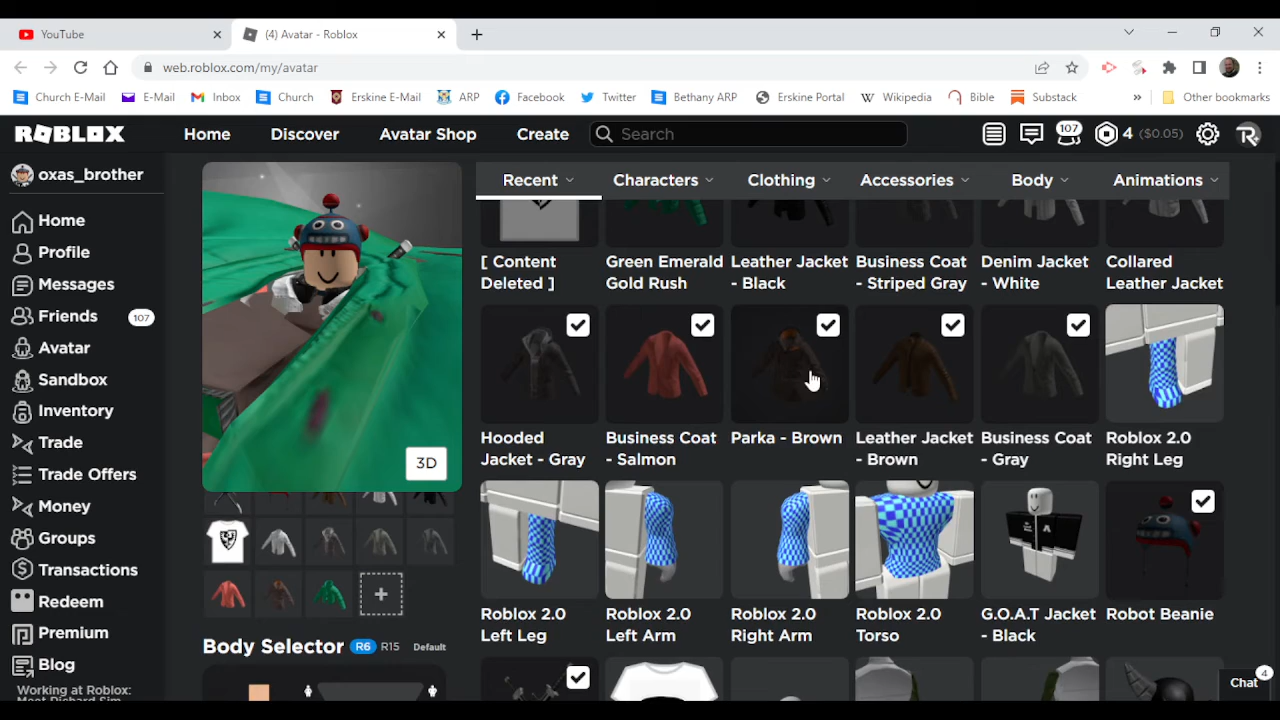 YouTube
(4) Avatar - Roblox
web.roblox.com/my/avatar
Church E-Mail E-Mail Inbox Church Erskine E-Mail ARP Facebook Twitter Bethany ARP Erskine Portal Wikipedia Bible Substack » Other bookmarks
ROBLOX Home Discover Avatar Shop Create Search 107 4 ($0.05)
oxas_brother
Home
Profile
Messages
Friends 107
Avatar
Sandbox
Inventory
Trade
Trade Offers
Money
Groups
Transactions
Redeem
Premium
Blog
Working at Roblox:
3D
Body Selector R6 R15 Default
Recent Characters Clothing Accessories Body Animations
[ Content Deleted ]
Green Emerald Gold Rush
Leather Jacket - Black
Business Coat - Striped Gray
Denim Jacket - White
Collared Leather Jacket
Hooded Jacket - Gray
Business Coat - Salmon
Parka - Brown
Leather Jacket - Brown
Business Coat - Gray
Roblox 2.0 Right Leg
Roblox 2.0 Left Leg
Roblox 2.0 Left Arm
Roblox 2.0 Right Arm
Roblox 2.0 Torso
G.O.A.T Jacket - Black
Robot Beanie
Chat 4